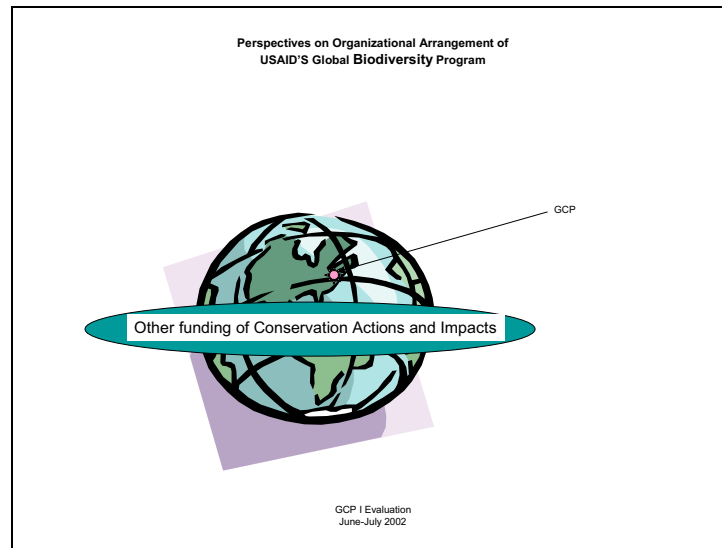 Perspectives on Organizational Arrangement of
USAID'S Global Biodiversity Program
GCP
Other funding of Conservation Actions and Impacts
GCP I Evaluation
June-July 2002